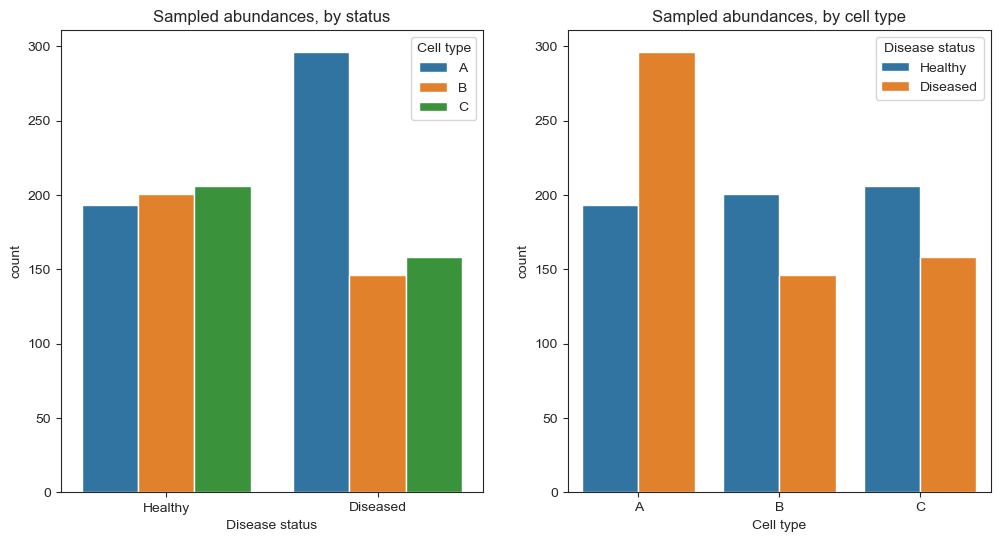 Sampled abundances, by status
300
250
200
150
100
50
0
count
Cell type
A
B
C
Healthy
Diseased
Disease status
Sampled abundances, by cell type
300
250
200
150
100
50
0
count
Disease status
Healthy
Diseased
A
B
C
Cell type